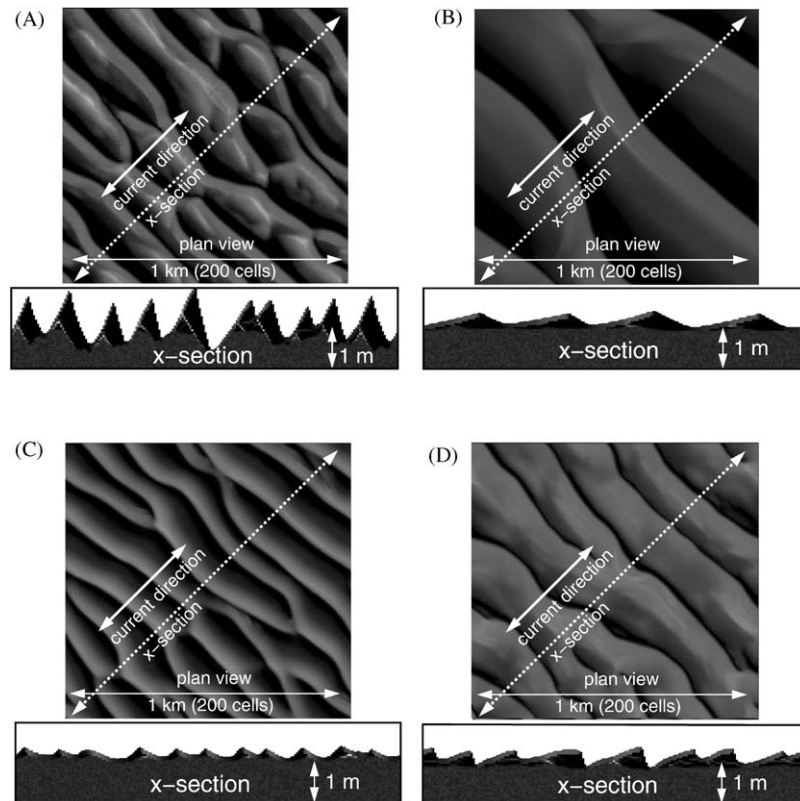 (A)
current direction
x-section
plan view
1 km (200 cells)
x-section
1 m
(B)
current direction
x-section
plan view
1 km (200 cells)
x-section
1 m
(C)
current direction
x-section
plan view
1 km (200 cells)
x-section
1 m
(D)
current direction
x-section
plan view
1 km (200 cells)
x-section
1 m